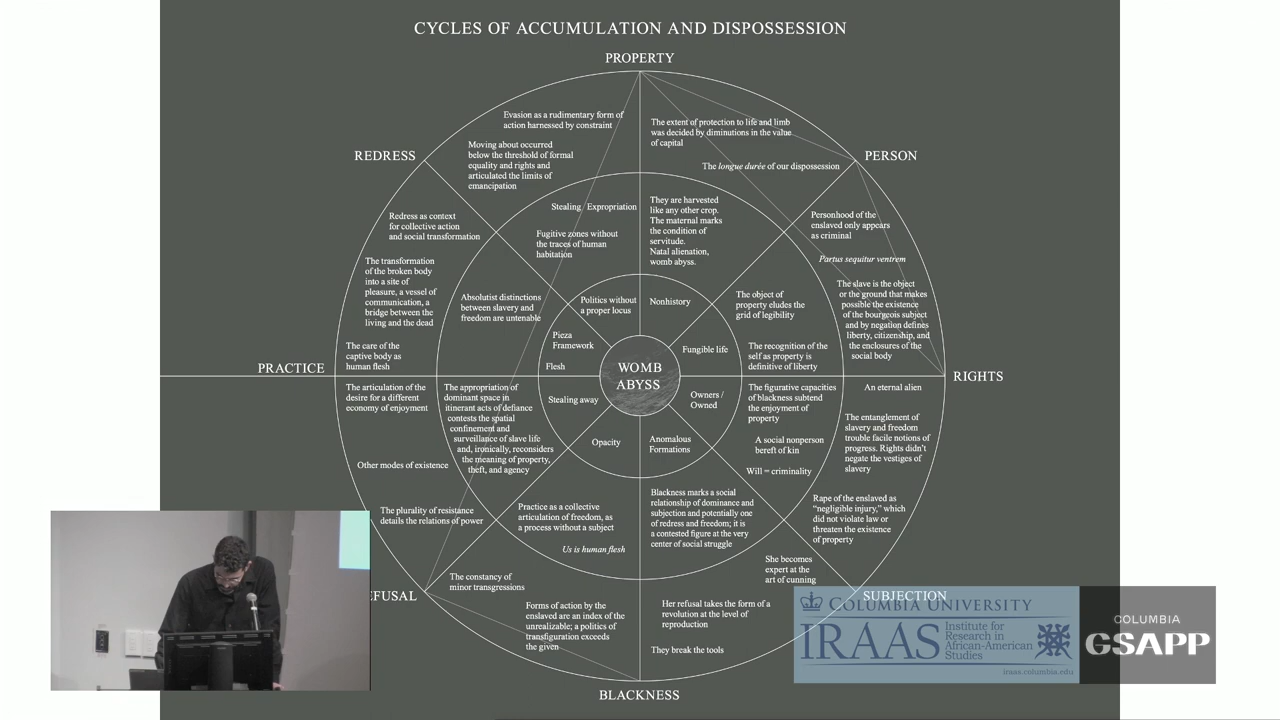 CYCLES OF ACCUMULATION AND DISPOSSESSION
PROPERTY
Evasion as a rudimentary form of
action harnessed by constraint
Moving about occurred
below the threshold of formal
equality and rights and
articulated the limits of
emancipation
The extent of protection to life and limb
was decided by diminutions in the value
of capital
The longue durée of our dispossession
REDRESS
PERSON
Redress as context
for collective action
and social transformation
The transformation
of the broken body
into a site of
pleasure, a vessel of
communication, a
bridge between the
living and the dead
The care of the
captive body as
human flesh
Stealing / Expropriation
Fugitive zones without
the traces of human
habitation
Absolutist distinctions
between slavery and
freedom are untenable
They are harvested
like any other crop.
The maternal marks
the condition of
servitude.
Natal alienation,
womb abyss.
Personhood of the
enslaved only appears
as criminal
Partus sequitur ventrem
The slave is the object
or the ground that makes
possible the existence
of the bourgeois subject
and by negation defines
liberty, citizenship, and
the enclosures of the
social body
The object of
property eludes the
grid of legibility
The recognition of the
self as property is
definitive of liberty
Politics without
a proper locus
Pieza
Framework
Flesh
Nonhistory
Fungible life
WOMB
ABYSS
PRACTICE
RIGHTS
Stealing away
Opacity
Owners /
Owned
Anomalous
Formations
The articulation of the
desire for a different
economy of enjoyment
Other modes of existence
The plurality of resistance
details the relations of power
The appropriation of
dominant space in
itinerant acts of defiance
contests the spatial
confinement and
surveillance of slave life
and, ironically, reconsiders
the meaning of property,
theft, and agency
Practice as a collective
articulation of freedom, as
a process without a subject
Us is human flesh
The figurative capacities
of blackness subtend
the enjoyment of
property
A social nonperson
bereft of kin
Will = criminality
Blackness marks a social
relationship of dominance and
subjection and potentially one
of redress and freedom; it is
a contested figure at the very
center of social struggle
An eternal alien
The entanglement of
slavery and freedom
trouble facile notions of
progress. Rights didn't
negate the vestiges of
slavery
Rape of the enslaved as
"negligible injury," which
did not violate law or
threaten the existence
of property
She becomes
expert at the
art of cunning
EFUSAL
SUBJECTION
The constancy of
minor transgressions
Forms of action by the
enslaved are an index of the
unrealizable; a politics of
transfiguration exceeds
the given
Her refusal takes the form of a
revolution at the level of
reproduction
They break the tools
BLACKNESS
COLUMBIA UNIVERSITY
IRAAS
Institute for
Research in
African-American
Studies
iraas.columbia.edu
COLUMBIA
GSAPP